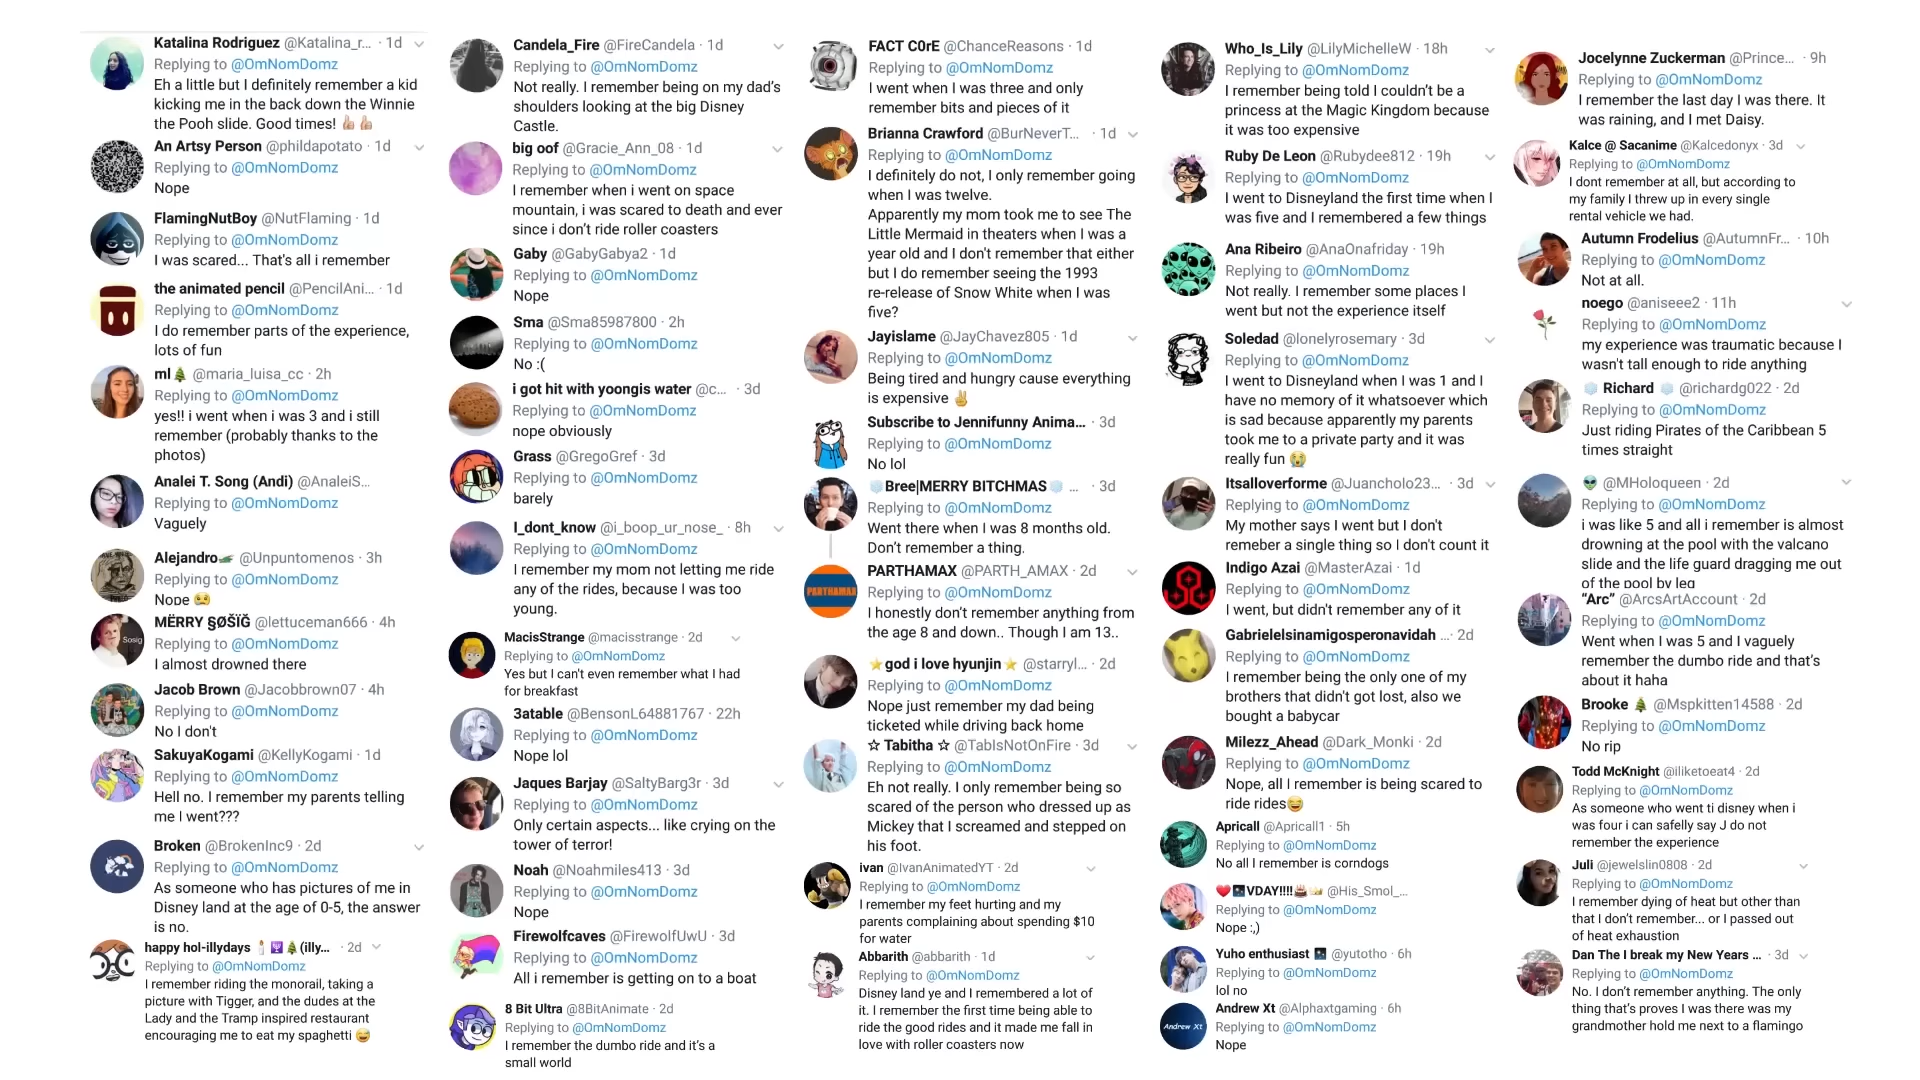 Katalina Rodriguez @Katalina_r... · 1d
Replying to @OmNomDomz
Eh a little but I definitely remember a kid
kicking me in the back down the Winnie
the Pooh slide. Good times! 👍🏻👍🏻
An Artsy Person @phildapotato · 1d
Replying to @OmNomDomz
Nope
FlamingNutBoy @NutFlaming · 1d
Replying to @OmNomDomz
I was scared... That's all i remember
the animated pencil @PencilAni... · 1d
Replying to @OmNomDomz
I do remember parts of the experience,
lots of fun
ml🌲 @maria_luisa_cc · 2h
Replying to @OmNomDomz
yes!! i went when i was 3 and i still
remember (probably thanks to the
photos)
Analei T. Song (Andi) @AnaleiS...
Replying to @OmNomDomz
Vaguely
Alejandro @Unpuntomenos · 3h
Replying to @OmNomDomz
Nope 😢
Sosig
MËRRY §ØŠÏĞ @lettuceman666 · 4h
Replying to @OmNomDomz
I almost drowned there
Jacob Brown @Jacobbrown07 · 4h
Replying to @OmNomDomz
No I don't
SakuyaKogami @KellyKogami · 1d
Replying to @OmNomDomz
Hell no. I remember my parents telling
me I went???
Broken @BrokenInc9 · 2d
Replying to @OmNomDomz
As someone who has pictures of me in
Disney land at the age of 0-5, the answer
is no.
happy hol-illydays 🕯️🕎🎄(illy... · 2d
Replying to @OmNomDomz
I remember riding the monorail, taking a
picture with Tigger, and the dudes at the
Lady and the Tramp inspired restaurant
encouraging me to eat my spaghetti 😅
Candela_Fire @FireCandela · 1d
Replying to @OmNomDomz
Not really. I remember being on my dad's
shoulders looking at the big Disney
Castle.
big oof @Gracie_Ann_08 · 1d
Replying to @OmNomDomz
I remember when i went on space
mountain, i was scared to death and ever
since i don't ride roller coasters
Gaby @GabyGabya2 · 1d
Replying to @OmNomDomz
Nope
Sma @Sma85987800 · 2h
Replying to @OmNomDomz
No :(
i got hit with yoongis water @c... · 3d
Replying to @OmNomDomz
nope obviously
Grass @GregoGref · 3d
Replying to @OmNomDomz
barely
I_dont_know @i_boop_ur_nose_ · 8h
Replying to @OmNomDomz
I remember my mom not letting me ride
any of the rides, because I was too
young.
MacisStrange @macisstrange · 2d
Replying to @OmNomDomz
Yes but I can't even remember what I had
for breakfast
3atable @BensonL64881767 · 22h
Replying to @OmNomDomz
Nope lol
Jaques Barjay @SaltyBarg3r · 3d
Replying to @OmNomDomz
Only certain aspects... like crying on the
tower of terror!
Noah @Noahmiles413 · 3d
Replying to @OmNomDomz
Nope
Firewolfcaves @FirewolfUwU · 3d
Replying to @OmNomDomz
All i remember is getting on to a boat
8 Bit Ultra @8BitAnimate · 2d
Replying to @OmNomDomz
I remember the dumbo ride and it's a
small world
FACT C0rE @ChanceReasons · 1d
Replying to @OmNomDomz
I went when I was three and only
remember bits and pieces of it
Brianna Crawford @BurNeverT... · 1d
Replying to @OmNomDomz
I definitely do not, I only remember going
when I was twelve.
Apparently my mom took me to see The
Little Mermaid in theaters when I was a
year old and I don't remember that either
but I do remember seeing the 1993
re-release of Snow White when I was
five?
Jayislame @JayChavez805 · 1d
Replying to @OmNomDomz
Being tired and hungry cause everything
is expensive ✌️
Subscribe to Jennifunny Anima... · 3d
Replying to @OmNomDomz
No lol
❄️Bree|MERRY BITCHMAS❄️ ... · 3d
Replying to @OmNomDomz
Went there when I was 8 months old.
Don't remember a thing.
PARTHAMAX
PARTHAMAX @PARTH_AMAX · 2d
Replying to @OmNomDomz
I honestly don't remember anything from
the age 8 and down.. Though I am 13..
⭐god i love hyunjin⭐ @starryl... · 2d
Replying to @OmNomDomz
Nope just remember my dad being
ticketed while driving back home
☆ Tabitha ☆ @TabIsNotOnFire · 3d
Replying to @OmNomDomz
Eh not really. I only remember being so
scared of the person who dressed up as
Mickey that I screamed and stepped on
his foot.
ivan @IvanAnimatedYT · 2d
Replying to @OmNomDomz
I remember my feet hurting and my
parents complaining about spending $10
for water
Abbarith @abbarith · 1d
Replying to @OmNomDomz
Disney land ye and I remembered a lot of
it. I remember the first time being able to
ride the good rides and it made me fall in
love with roller coasters now
Who_Is_Lily @LilyMichelleW · 18h
Replying to @OmNomDomz
I remember being told I couldn't be a
princess at the Magic Kingdom because
it was too expensive
Ruby De Leon @Rubydee812 · 19h
Replying to @OmNomDomz
I went to Disneyland the first time when I
was five and I remembered a few things
Ana Ribeiro @AnaOnafriday · 19h
Replying to @OmNomDomz
Not really. I remember some places I
went but not the experience itself
Soledad @lonelyrosemary · 3d
Replying to @OmNomDomz
I went to Disneyland when I was 1 and I
have no memory of it whatsoever which
is sad because apparently my parents
took me to a private party and it was
really fun 😭
Itsalloverforme @Juancholo23... · 3d
Replying to @OmNomDomz
My mother says I went but I don't
remeber a single thing so I don't count it
Indigo Azai @MasterAzai · 1d
Replying to @OmNomDomz
I went, but didn't remember any of it
Gabrielelsinamigosperonavidah ... · 2d
Replying to @OmNomDomz
I remember being the only one of my
brothers that didn't got lost, also we
bought a babycar
Milezz_Ahead @Dark_Monki · 2d
Replying to @OmNomDomz
Nope, all I remember is being scared to
ride rides😅
Apricall @Apricall1 · 5h
Replying to @OmNomDomz
No all I remember is corndogs
VDAY!!!! @His_Smol_...
Replying to @OmNomDomz
Nope :,)
Yuho enthusiast @yutotho · 6h
Replying to @OmNomDomz
lol no
Andrew Xt
Andrew Xt @Alphaxtgaming · 6h
Replying to @OmNomDomz
Nope
Jocelynne Zuckerman @Prince... · 9h
Replying to @OmNomDomz
I remember the last day I was there. It
was raining, and I met Daisy.
Kalce @ Sacanime @Kalcedonyx · 3d
Replying to @OmNomDomz
I dont remember at all, but according to
my family I threw up in every single
rental vehicle we had.
Autumn Frodelius @AutumnFr... · 10h
Replying to @OmNomDomz
Not at all.
noego @aniseee2 · 11h
Replying to @OmNomDomz
my experience was traumatic because I
wasn't tall enough to ride anything
❄️ Richard ❄️ @richardg022 · 2d
Replying to @OmNomDomz
Just riding Pirates of the Caribbean 5
times straight
👽 @MHoloqueen · 2d
Replying to @OmNomDomz
i was like 5 and all i remember is almost
drowning at the pool with the valcano
slide and the life guard dragging me out
of the pool by leg
“Arc” @ArcsArtAccount · 2d
Replying to @OmNomDomz
Went when I was 5 and I vaguely
remember the dumbo ride and that's
about it haha
Brooke 🎄 @Mspkitten14588 · 2d
Replying to @OmNomDomz
No rip
Todd McKnight @iliketoeat4 · 2d
Replying to @OmNomDomz
As someone who went ti disney when i
was four i can safelly say J do not
remember the experience
Juli @jewelslin0808 · 2d
Replying to @OmNomDomz
I remember dying of heat but other than
that I don't remember... or I passed out
of heat exhaustion
Dan The I break my New Years ... · 3d
Replying to @OmNomDomz
No. I don't remember anything. The only
thing that's proves I was there was my
grandmother hold me next to a flamingo